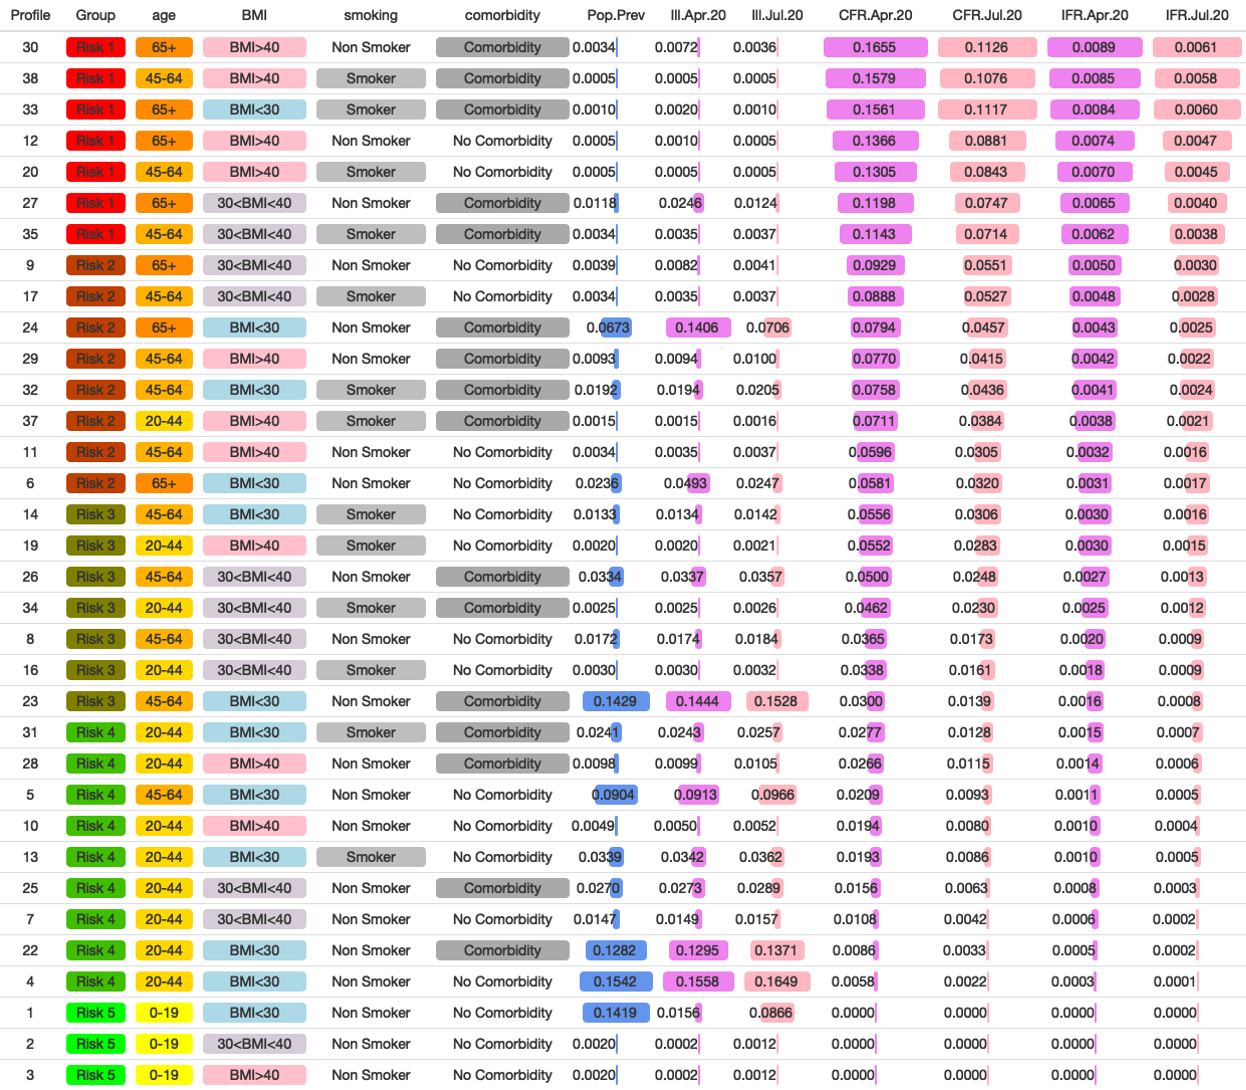 Profile Group age BMI smoking comorbidity Pop.Prev Ill.Apr.20 Ill.Jul.20 CFR.Apr.20 CFR.Jul.20 IFR.Apr.20 IFR.Jul.20
30 Risk 1 65+ BMI>40 Non Smoker Comorbidity 0.0034 0.0072 0.0036 0.1655 0.1126 0.0089 0.0061
38 Risk 1 45-64 BMI>40 Smoker Comorbidity 0.0005 0.0005 0.0005 0.1579 0.1076 0.0085 0.0058
33 Risk 1 65+ BMI<30 Smoker Comorbidity 0.0010 0.0020 0.0010 0.1561 0.1117 0.0084 0.0060
12 Risk 1 65+ BMI>40 Non Smoker No Comorbidity 0.0005 0.0010 0.0005 0.1366 0.0881 0.0074 0.0047
20 Risk 1 45-64 BMI>40 Smoker No Comorbidity 0.0005 0.0005 0.0005 0.1305 0.0843 0.0070 0.0045
27 Risk 1 65+ 30<BMI<40 Non Smoker Comorbidity 0.0118 0.0246 0.0124 0.1198 0.0747 0.0065 0.0040
35 Risk 1 45-64 30<BMI<40 Smoker Comorbidity 0.0034 0.0035 0.0037 0.1143 0.0714 0.0062 0.0038
9 Risk 2 65+ 30<BMI<40 Non Smoker No Comorbidity 0.0039 0.0082 0.0041 0.0929 0.0551 0.0050 0.0030
17 Risk 2 45-64 30<BMI<40 Smoker No Comorbidity 0.0034 0.0035 0.0037 0.0888 0.0527 0.0048 0.0028
24 Risk 2 65+ BMI<30 Non Smoker Comorbidity 0.0673 0.1406 0.0706 0.0794 0.0457 0.0043 0.0025
29 Risk 2 45-64 BMI>40 Non Smoker Comorbidity 0.0093 0.0094 0.0100 0.0770 0.0415 0.0042 0.0022
32 Risk 2 45-64 BMI<30 Smoker Comorbidity 0.0192 0.0194 0.0205 0.0758 0.0436 0.0041 0.0024
37 Risk 2 20-44 BMI>40 Smoker Comorbidity 0.0015 0.0015 0.0016 0.0711 0.0384 0.0038 0.0021
11 Risk 2 45-64 BMI>40 Non Smoker No Comorbidity 0.0034 0.0035 0.0037 0.0596 0.0305 0.0032 0.0016
6 Risk 2 65+ BMI<30 Non Smoker No Comorbidity 0.0236 0.0493 0.0247 0.0581 0.0320 0.0031 0.0017
14 Risk 3 45-64 BMI<30 Smoker No Comorbidity 0.0133 0.0134 0.0142 0.0556 0.0306 0.0030 0.0016
19 Risk 3 20-44 BMI>40 Smoker No Comorbidity 0.0020 0.0020 0.0021 0.0552 0.0283 0.0030 0.0015
26 Risk 3 45-64 30<BMI<40 Non Smoker Comorbidity 0.0334 0.0337 0.0357 0.0500 0.0248 0.0027 0.0013
34 Risk 3 20-44 30<BMI<40 Smoker Comorbidity 0.0025 0.0025 0.0026 0.0462 0.0230 0.0025 0.0012
8 Risk 3 45-64 30<BMI<40 Non Smoker No Comorbidity 0.0172 0.0174 0.0184 0.0365 0.0173 0.0020 0.0009
16 Risk 3 20-44 30<BMI<40 Smoker No Comorbidity 0.0030 0.0030 0.0032 0.0338 0.0161 0.0018 0.0009
23 Risk 3 45-64 BMI<30 Non Smoker Comorbidity 0.1429 0.1444 0.1528 0.0300 0.0139 0.0016 0.0008
31 Risk 4 20-44 BMI<30 Smoker Comorbidity 0.0241 0.0243 0.0257 0.0277 0.0128 0.0015 0.0007
28 Risk 4 20-44 BMI>40 Non Smoker Comorbidity 0.0098 0.0099 0.0105 0.0266 0.0115 0.0014 0.0006
5 Risk 4 45-64 BMI<30 Non Smoker No Comorbidity 0.0904 0.0913 0.0966 0.0209 0.0093 0.0011 0.0005
10 Risk 4 20-44 BMI>40 Non Smoker No Comorbidity 0.0049 0.0050 0.0052 0.0194 0.0080 0.0010 0.0004
13 Risk 4 20-44 BMI<30 Smoker No Comorbidity 0.0339 0.0342 0.0362 0.0193 0.0086 0.0010 0.0005
25 Risk 4 20-44 30<BMI<40 Non Smoker Comorbidity 0.0270 0.0273 0.0289 0.0156 0.0063 0.0008 0.0003
7 Risk 4 20-44 30<BMI<40 Non Smoker No Comorbidity 0.0147 0.0149 0.0157 0.0108 0.0042 0.0006 0.0002
22 Risk 4 20-44 BMI<30 Non Smoker Comorbidity 0.1282 0.1295 0.1371 0.0086 0.0033 0.0005 0.0002
4 Risk 4 20-44 BMI<30 Non Smoker No Comorbidity 0.1542 0.1558 0.1649 0.0058 0.0022 0.0003 0.0001
1 Risk 5 0-19 BMI<30 Non Smoker No Comorbidity 0.1419 0.0156 0.0866 0.0000 0.0000 0.0000 0.0000
2 Risk 5 0-19 30<BMI<40 Non Smoker No Comorbidity 0.0020 0.0002 0.0012 0.0000 0.0000 0.0000 0.0000
3 Risk 5 0-19 BMI>40 Non Smoker No Comorbidity 0.0020 0.0002 0.0012 0.0000 0.0000 0.0000 0.0000